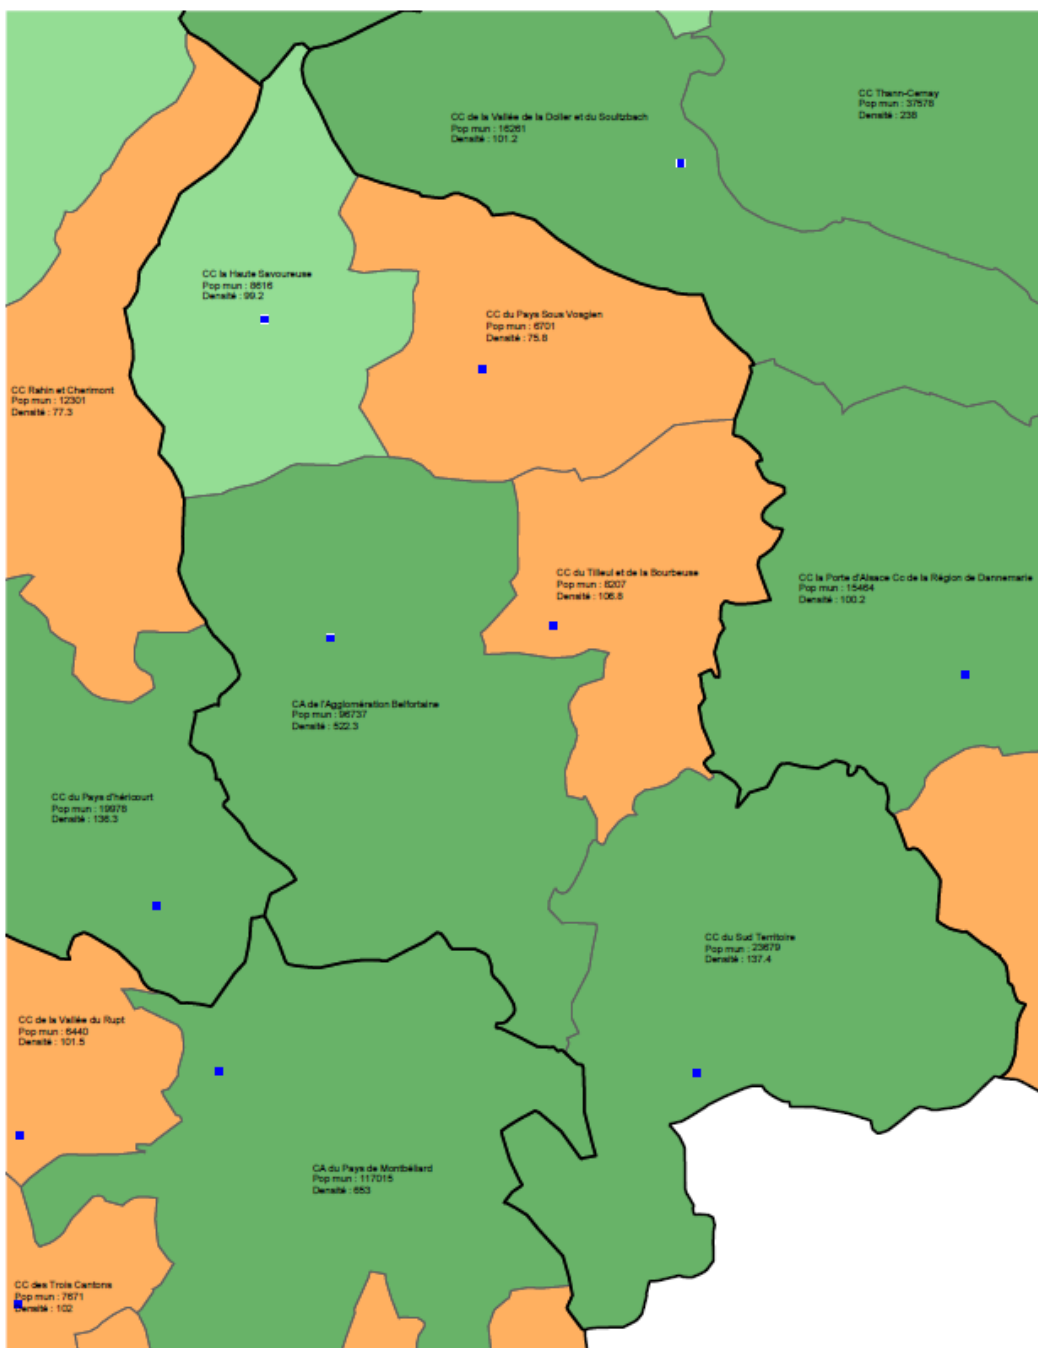 CC Thann-Cernay
Pop mun : 37578
Densité : 238
CC de la Vallée de la Doller et du Soultzbach
Pop mun : 16261
Densité : 101.2
CC la Haute Savoureuse
Pop mun : 8616
Densité : 99.2
CC du Pays Sous Vosgien
Pop mun : 6701
Densité : 75.8
CC Rahin et Cherimont
Pop mun : 12301
Densité : 77.3
CC du Tilleul et de la Bourbeuse
Pop mun : 8207
Densité : 106.8
CC la Porte d'Alsace Cc de la Région de Dannemarie
Pop mun : 15464
Densité : 100.2
CA de l'Agglomération Belfortaine
Pop mun : 96737
Densité : 522.3
CC du Pays d'héricourt
Pop mun : 19978
Densité : 136.3
CC du Sud Territoire
Pop mun : 23679
Densité : 137.4
CC de la Vallée du Rupt
Pop mun : 6440
Densité : 101.5
CA du Pays de Montbéliard
Pop mun : 117015
Densité : 653
CC des Trois Cantons
Pop mun : 7671
Densité : 102